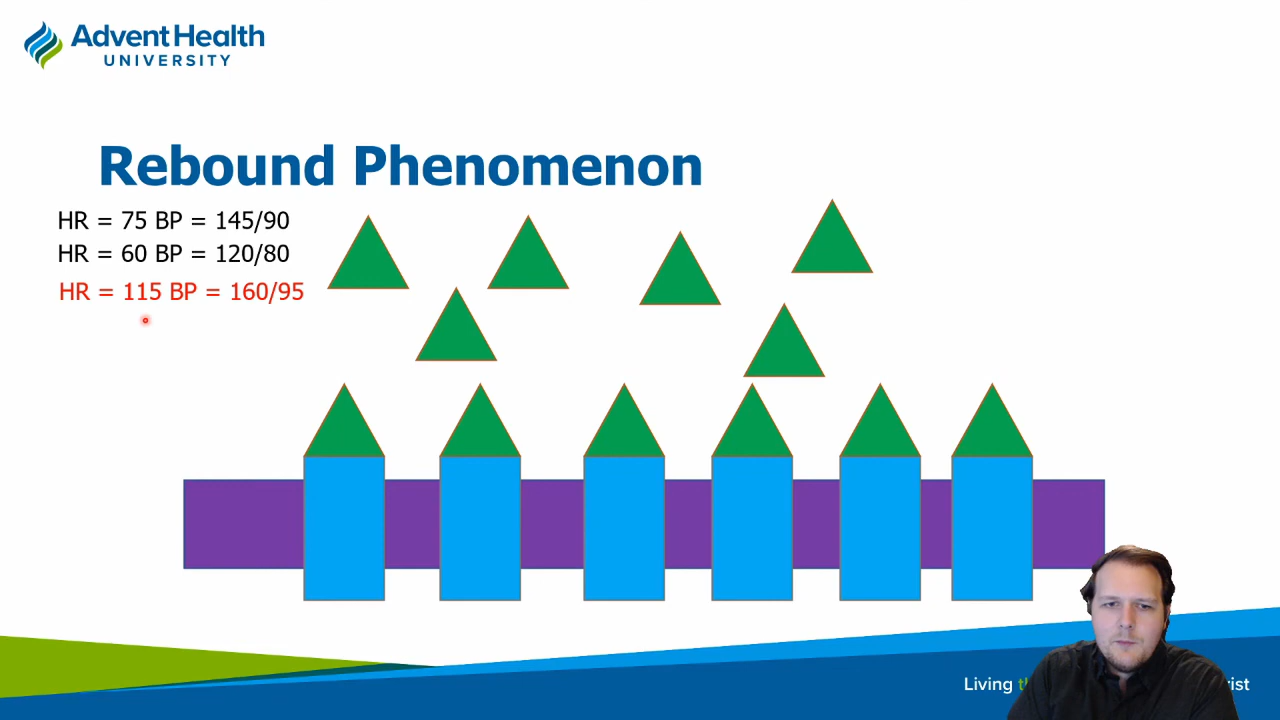 AdventHealth
UNIVERSITY
Rebound Phenomenon
HR = 75 BP = 145/90
HR = 60 BP = 120/80
HR = 115 BP = 160/95
Living